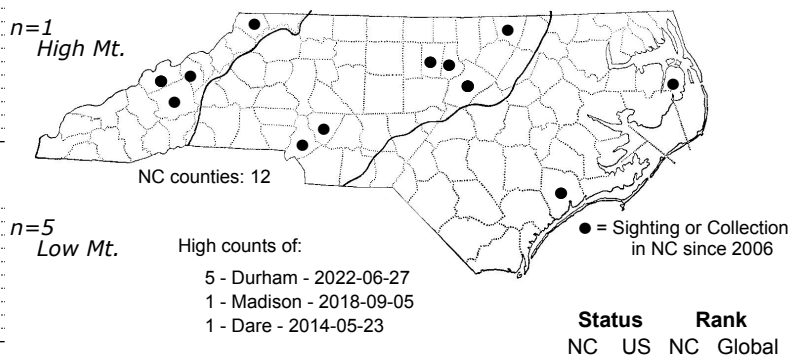 n=1
High Mt.
NC counties: 12
n=5
Low Mt.
High counts of:
5 - Durham - 2022-06-27
1 - Madison - 2018-09-05
1 - Dare - 2014-05-23
● = Sighting or Collection
in NC since 2006
Status Rank
NC US NC Global